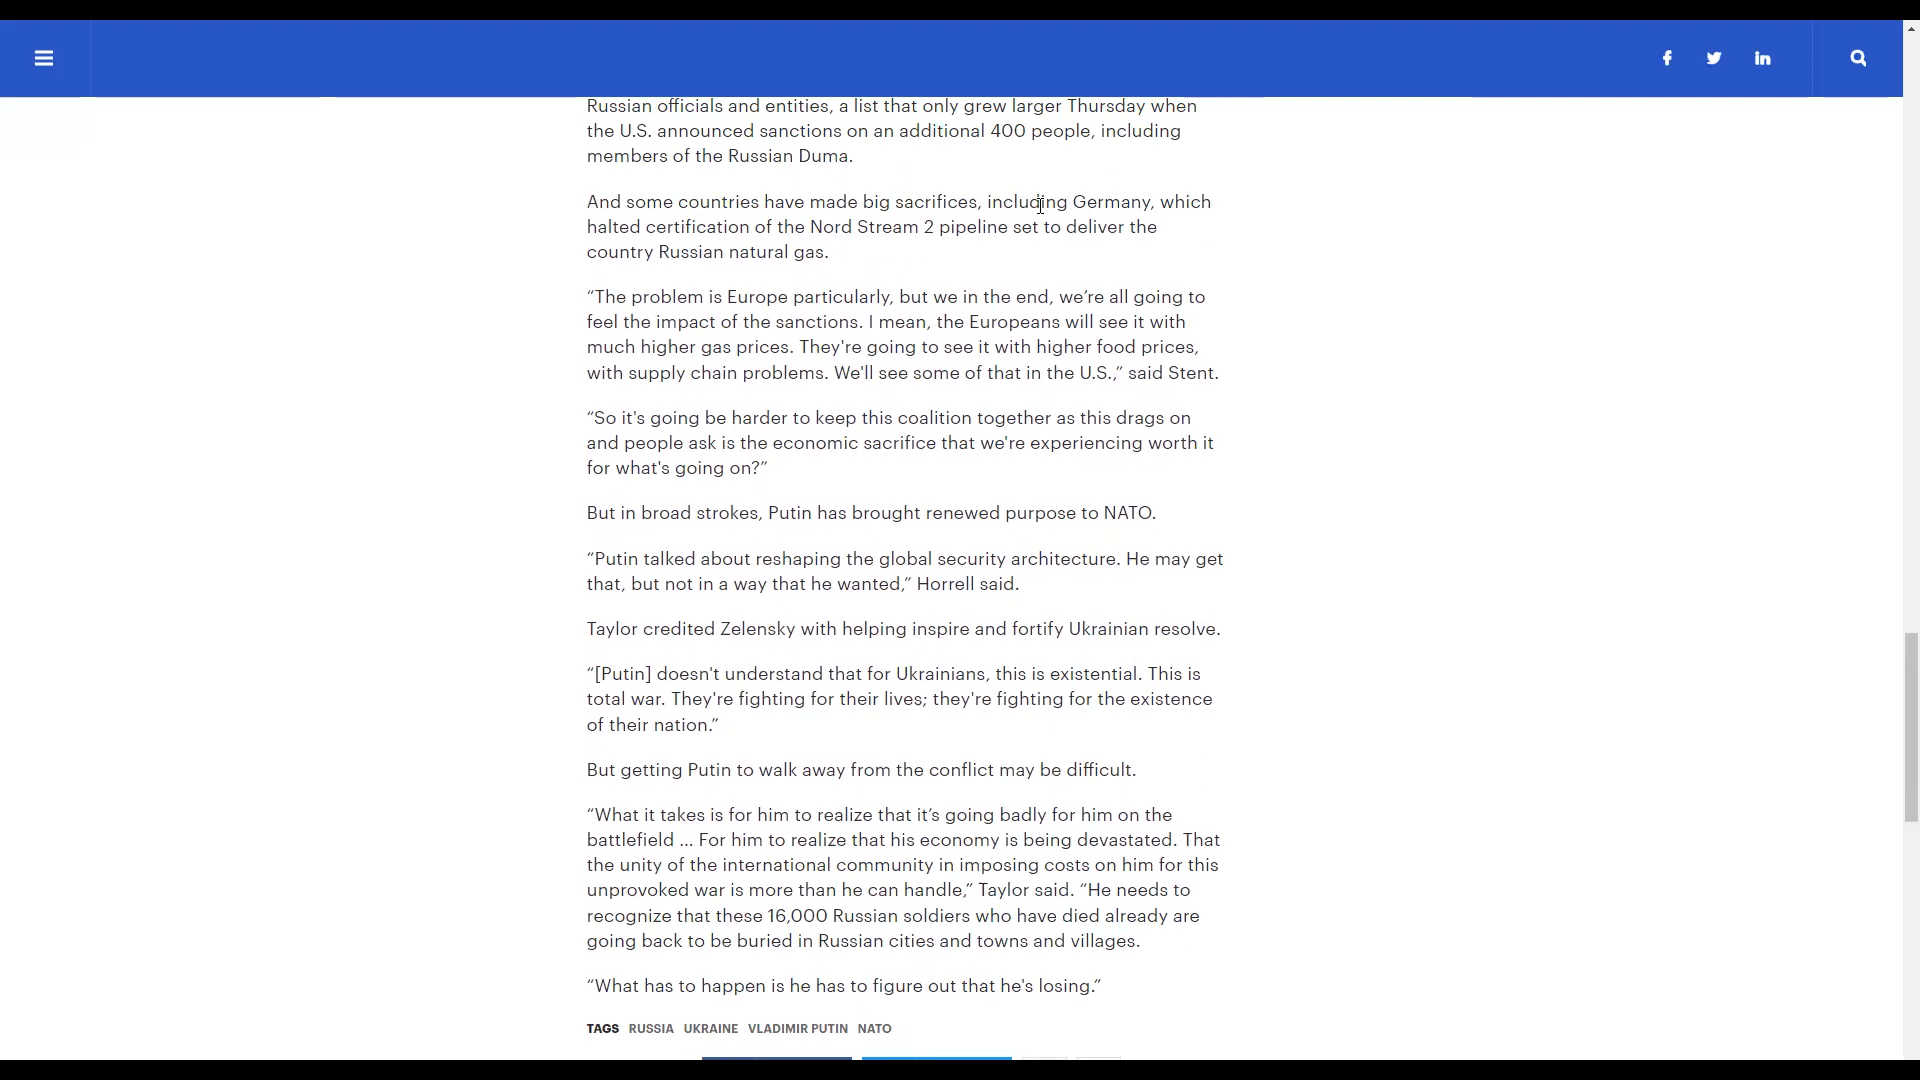 Russian officials and entities, a list that only grew larger Thursday when
the U.S. announced sanctions on an additional 400 people, including
members of the Russian Duma.
And some countries have made big sacrifices, including Germany, which
halted certification of the Nord Stream 2 pipeline set to deliver the
country Russian natural gas.
“The problem is Europe particularly, but we in the end, we’re all going to
feel the impact of the sanctions. I mean, the Europeans will see it with
much higher gas prices. They're going to see it with higher food prices,
with supply chain problems. We'll see some of that in the U.S.,” said Stent.
“So it's going be harder to keep this coalition together as this drags on
and people ask is the economic sacrifice that we're experiencing worth it
for what's going on?”
But in broad strokes, Putin has brought renewed purpose to NATO.
“Putin talked about reshaping the global security architecture. He may get
that, but not in a way that he wanted,” Horrell said.
Taylor credited Zelensky with helping inspire and fortify Ukrainian resolve.
“[Putin] doesn't understand that for Ukrainians, this is existential. This is
total war. They're fighting for their lives; they're fighting for the existence
of their nation.”
But getting Putin to walk away from the conflict may be difficult.
“What it takes is for him to realize that it’s going badly for him on the
battlefield ... For him to realize that his economy is being devastated. That
the unity of the international community in imposing costs on him for this
unprovoked war is more than he can handle,” Taylor said. “He needs to
recognize that these 16,000 Russian soldiers who have died already are
going back to be buried in Russian cities and towns and villages.
“What has to happen is he has to figure out that he's losing.”
TAGS RUSSIA UKRAINE VLADIMIR PUTIN NATO